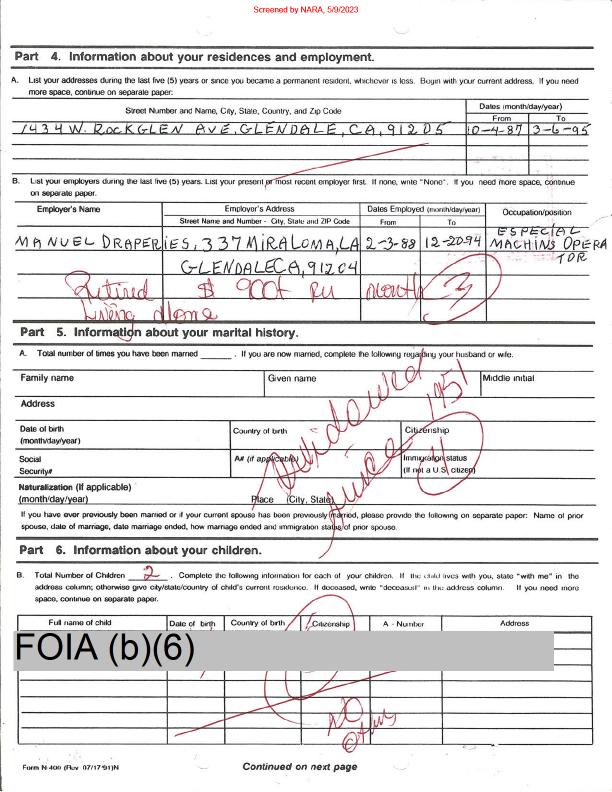 Screened by NARA, 5/9/2023
Part 4. Information about your residences and employment.
A. List your addresses during the last five (5) years or since you became a permanent resident, whichever is less. Begin with your current address. If you need
more space, continue on separate paper:
Street Number and Name, City, State, Country, and Zip Code
Dates (month/day/year)
From To
1434 W. ROCKGLEN AVE, GLENDALE, CA, 91205 10-4-87 3-6-95
B. List your employers during the last five (5) years. List your present or most recent employer first. If none, write "None". If you need more space, continue
on separate paper.
Employer's Name Employer's Address Dates Employed (month/day/year) Occupation/position
Street Name and Number - City, State and ZIP Code From To
MANUEL DRAPERIES, 337 MIRALOMA, LA 2-3-88 12-20-94 ESPECIAL
MACHINS OPERA
TOR
GLENDALE CA, 91204
Retired $ 900+ per month 3
Living alone
Part 5. Information about your marital history.
A. Total number of times you have been married ______ . If you are now married, complete the following regarding your husband or wife.
Family name Given name Middle initial
Address
Date of birth
(month/day/year) Country of birth Citizenship
Social
Security# A# (if applicable) Immigration status
(If not a U.S. citizen)
Naturalization (If applicable)
(month/day/year) Place (City, State)
Widowed
since 1951
4
If you have ever previously been married or if your current spouse has been previously married, please provide the following on separate paper: Name of prior
spouse, date of marriage, date marriage ended, how marriage ended and immigration status of prior spouse.
Part 6. Information about your children.
B. Total Number of Children 2 . Complete the following information for each of your children. If the child lives with you, state "with me" in the
address column; otherwise give city/state/country of child's current residence. If deceased, write "deceased" in the address column. If you need more
space, continue on separate paper.
Full name of child Date of birth Country of birth Citizenship A - Number Address
FOIA (b)(6)
NO
Form N-400 (Rev 07/17/91)N
Continued on next page